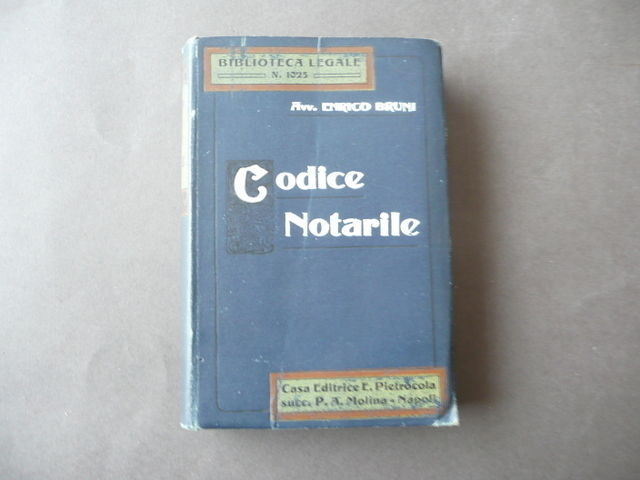 BIBLIOTECA LEGALE
N. 1025
Avv. ENRICO BRUNI
Codice
Notarile
Casa Editrice E. Pietrocola
succ. P. A. Molina - Napoli